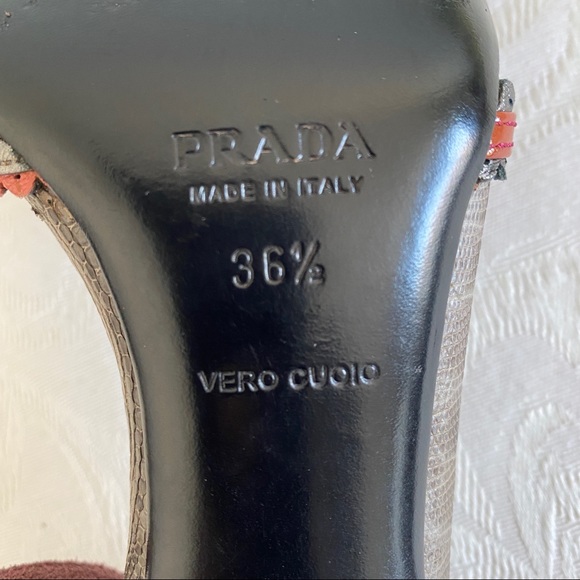 PRADA
MADE IN ITALY
36½
VERO CUOIO